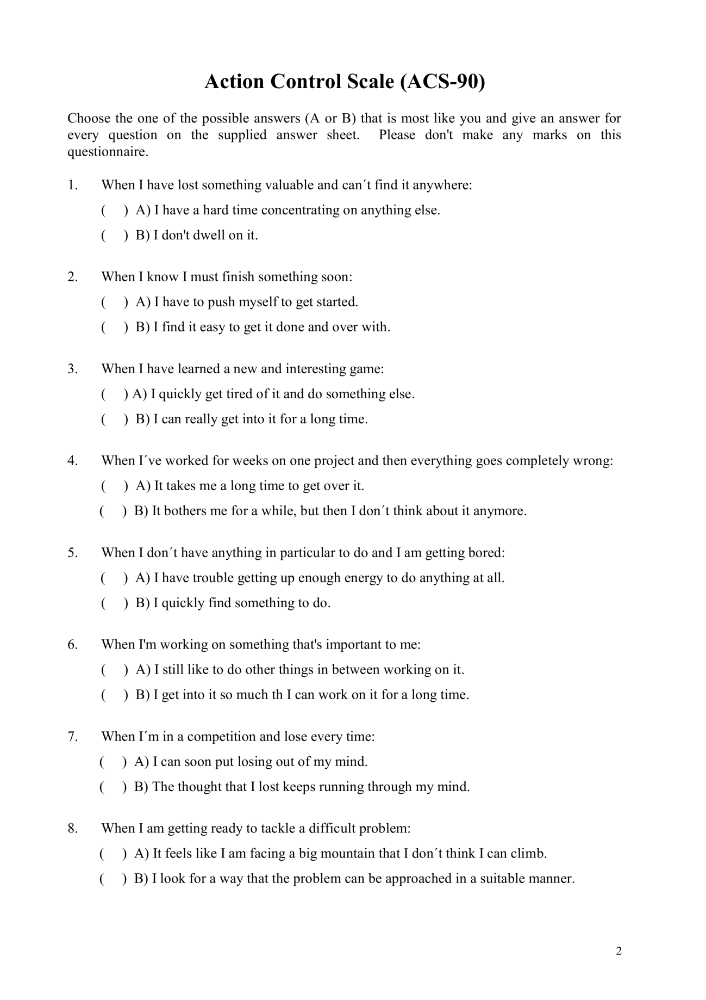 Action Control Scale (ACS-90)
Choose the one of the possible answers (A or B) that is most like you and give an answer for
every question on the supplied answer sheet. Please don't make any marks on this
questionnaire.
1. When I have lost something valuable and can´t find it anywhere:
( ) A) I have a hard time concentrating on anything else.
( ) B) I don't dwell on it.
2. When I know I must finish something soon:
( ) A) I have to push myself to get started.
( ) B) I find it easy to get it done and over with.
3. When I have learned a new and interesting game:
( ) A) I quickly get tired of it and do something else.
( ) B) I can really get into it for a long time.
4. When I´ve worked for weeks on one project and then everything goes completely wrong:
( ) A) It takes me a long time to get over it.
( ) B) It bothers me for a while, but then I don´t think about it anymore.
5. When I don´t have anything in particular to do and I am getting bored:
( ) A) I have trouble getting up enough energy to do anything at all.
( ) B) I quickly find something to do.
6. When I'm working on something that's important to me:
( ) A) I still like to do other things in between working on it.
( ) B) I get into it so much th I can work on it for a long time.
7. When I´m in a competition and lose every time:
( ) A) I can soon put losing out of my mind.
( ) B) The thought that I lost keeps running through my mind.
8. When I am getting ready to tackle a difficult problem:
( ) A) It feels like I am facing a big mountain that I don´t think I can climb.
( ) B) I look for a way that the problem can be approached in a suitable manner.
2